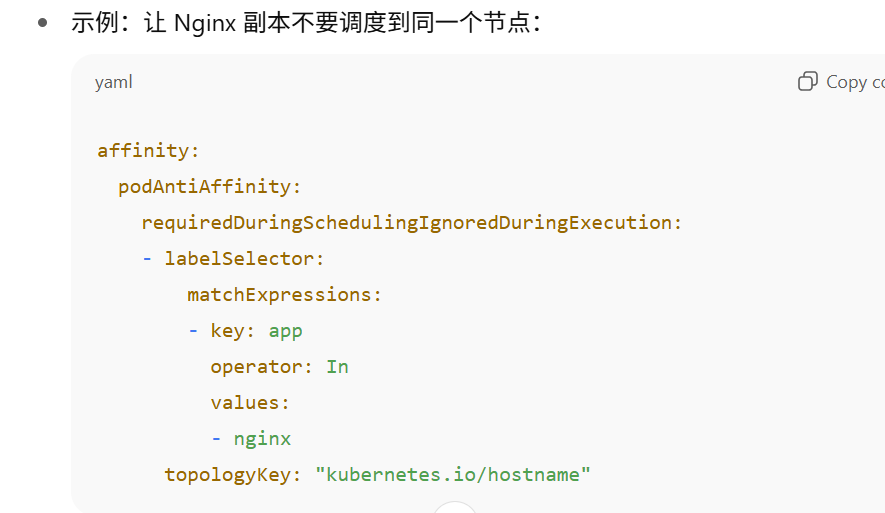 示例：让 Nginx 副本不要调度到同一个节点：
yaml
Copy co
affinity:
  podAntiAffinity:
    requiredDuringSchedulingIgnoredDuringExecution:
    - labelSelector:
        matchExpressions:
        - key: app
          operator: In
          values:
          - nginx
      topologyKey: "kubernetes.io/hostname"